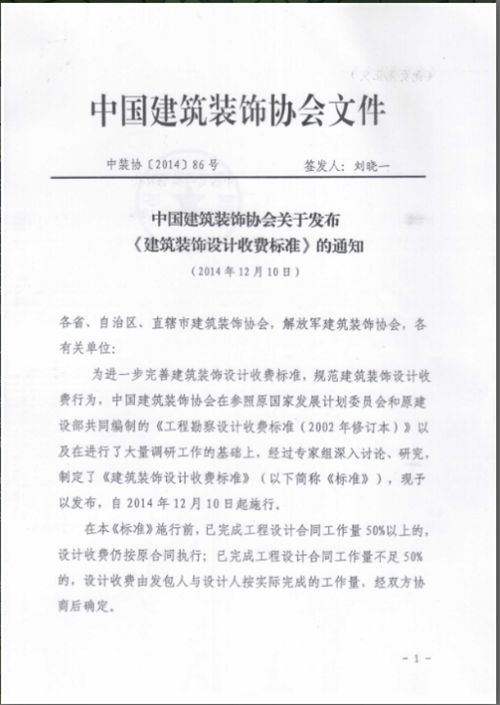 中国建筑装饰协会文件
中装协〔2014〕86号 签发人：刘晓一
中国建筑装饰协会关于发布
《建筑装饰设计收费标准》的通知
（2014年12月10日）
各省、自治区、直辖市建筑装饰协会，解放军建筑装饰协会，各
有关单位：
为进一步完善建筑装饰设计收费标准，规范建筑装饰设计收
费行为，中国建筑装饰协会在参照原国家发展计划委员会和原建
设部共同编制的《工程勘察设计收费标准（2002年修订本）》以
及在进行了大量调研工作的基础上，经过专家组深入讨论、研究，
制定了《建筑装饰设计收费标准》（以下简称《标准》），现予
以发布，自2014年12月10日起施行。
在本《标准》施行前，已完成工程设计合同工作量50%以上的，
设计收费仍按原合同执行；已完成工程设计合同工作量不足50%
的，设计收费由发包人与设计人按实际完成的工作量，经双方协
商后确定。
- 1 -